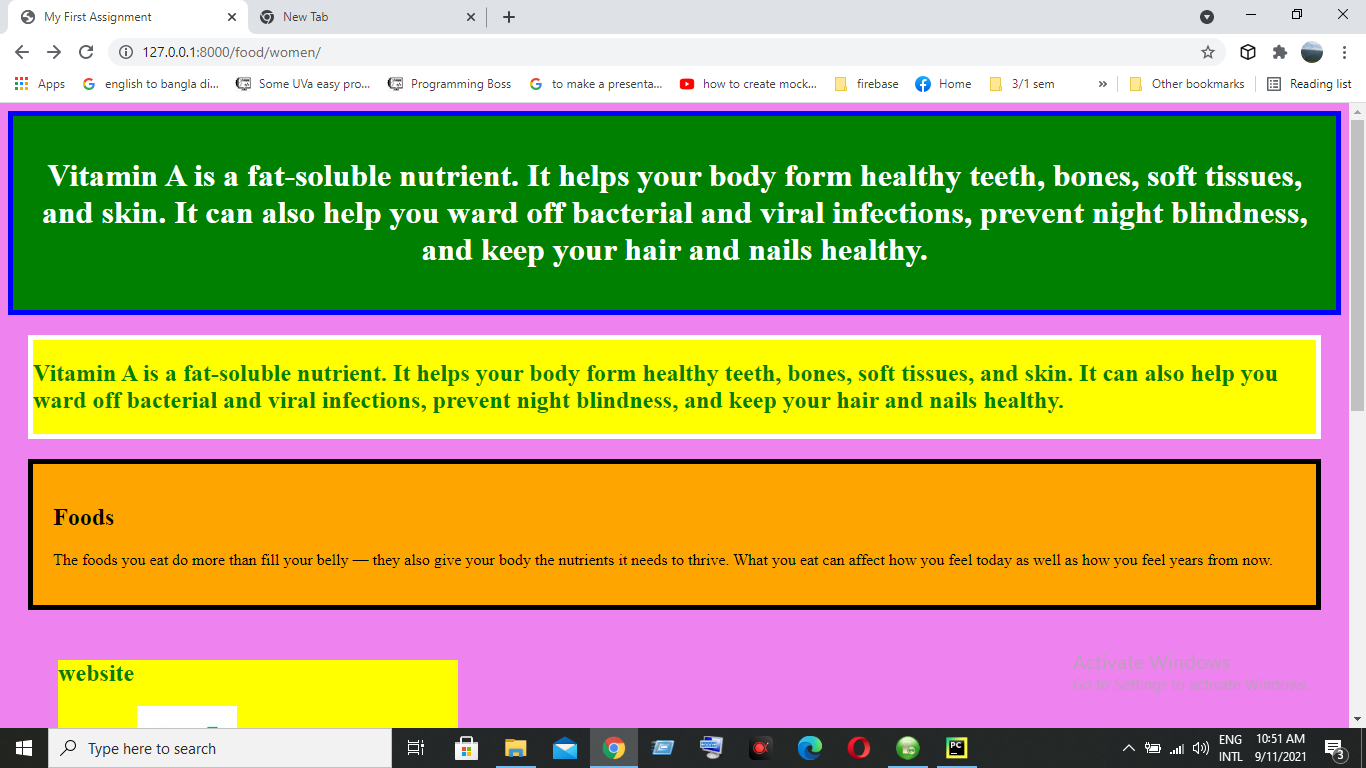 My First Assignment
New Tab
127.0.0.1:8000/food/women/
Apps
english to bangla di...
Some UVa easy pro...
Programming Boss
to make a presenta...
how to create mock...
firebase
Home
3/1 sem
»
Other bookmarks
Reading list
Vitamin A is a fat-soluble nutrient. It helps your body form healthy teeth, bones, soft tissues,
and skin. It can also help you ward off bacterial and viral infections, prevent night blindness,
and keep your hair and nails healthy.
Vitamin A is a fat-soluble nutrient. It helps your body form healthy teeth, bones, soft tissues, and skin. It can also help you
ward off bacterial and viral infections, prevent night blindness, and keep your hair and nails healthy.
Foods
The foods you eat do more than fill your belly — they also give your body the nutrients it needs to thrive. What you eat can affect how you feel today as well as how you feel years from now.
website
Activate Windows
Go to Settings to activate Windows.
Type here to search
PC
ENG
INTL
10:51 AM
9/11/2021
3